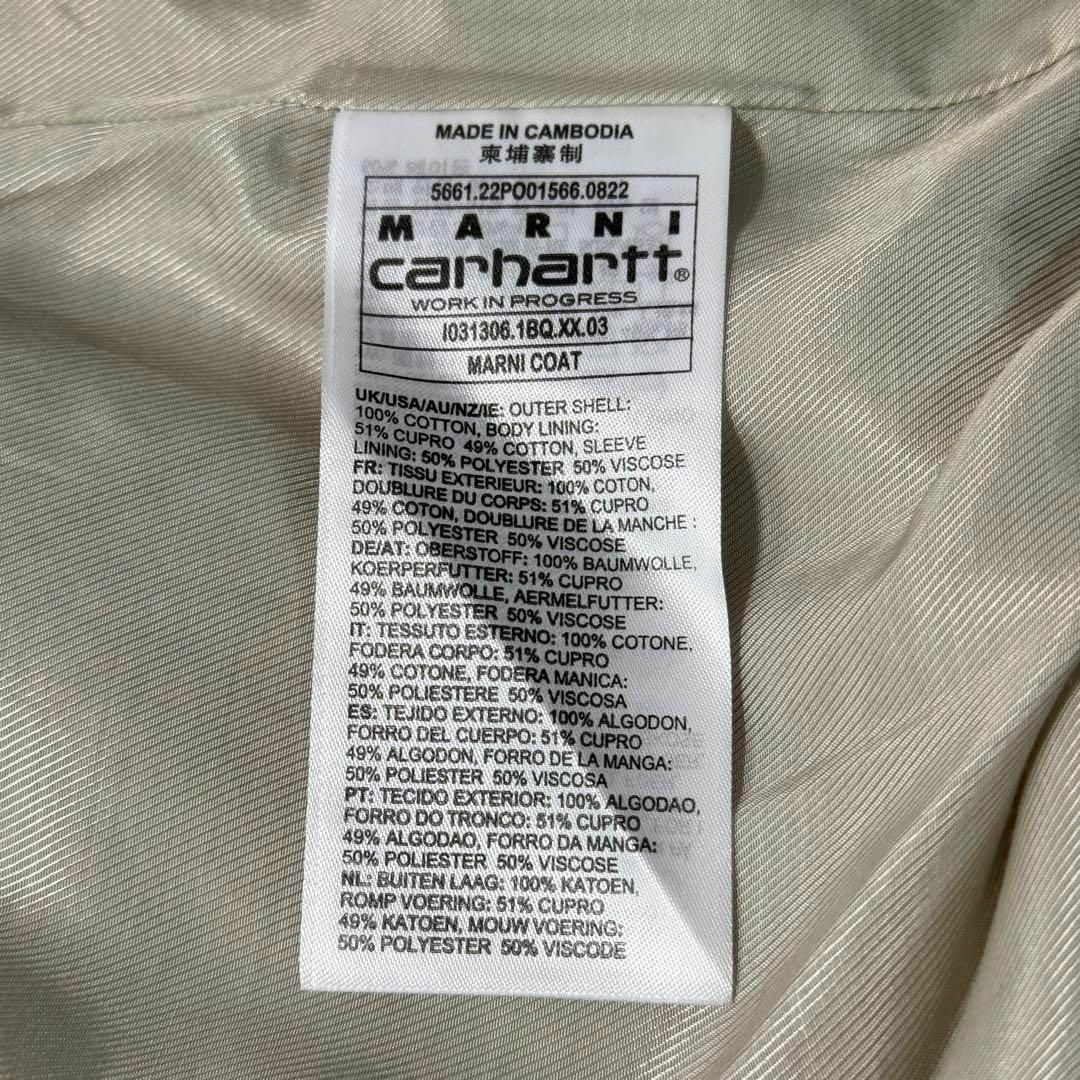 MADE IN CAMBODIA
柬埔寨制
5661.22PO01566.0822
MARNI
carhartt®
WORK IN PROGRESS
I031306.1BQ.XX.03
MARNI COAT
UK/USA/AU/NZ/IE: OUTER SHELL:
100% COTTON, BODY LINING:
51% CUPRO 49% COTTON, SLEEVE
LINING: 50% POLYESTER 50% VISCOSE
FR: TISSU EXTERIEUR: 100% COTON,
DOUBLURE DU CORPS: 51% CUPRO
49% COTON, DOUBLURE DE LA MANCHE :
50% POLYESTER 50% VISCOSE
DE/AT: OBERSTOFF: 100% BAUMWOLLE,
KOERPERFUTTER: 51% CUPRO
49% BAUMWOLLE, AERMELFUTTER:
50% POLYESTER 50% VISCOSE
IT: TESSUTO ESTERNO: 100% COTONE,
FODERA CORPO: 51% CUPRO
49% COTONE, FODERA MANICA:
50% POLIESTERE 50% VISCOSA
ES: TEJIDO EXTERNO: 100% ALGODON,
FORRO DEL CUERPO: 51% CUPRO
49% ALGODON, FORRO DE LA MANGA:
50% POLIESTER 50% VISCOSA
PT: TECIDO EXTERIOR: 100% ALGODAO,
FORRO DO TRONCO: 51% CUPRO
49% ALGODAO, FORRO DA MANGA:
50% POLIESTER 50% VISCOSE
NL: BUITEN LAAG: 100% KATOEN,
ROMP VOERING: 51% CUPRO
49% KATOEN, MOUW VOERING:
50% POLYESTER 50% VISCODE